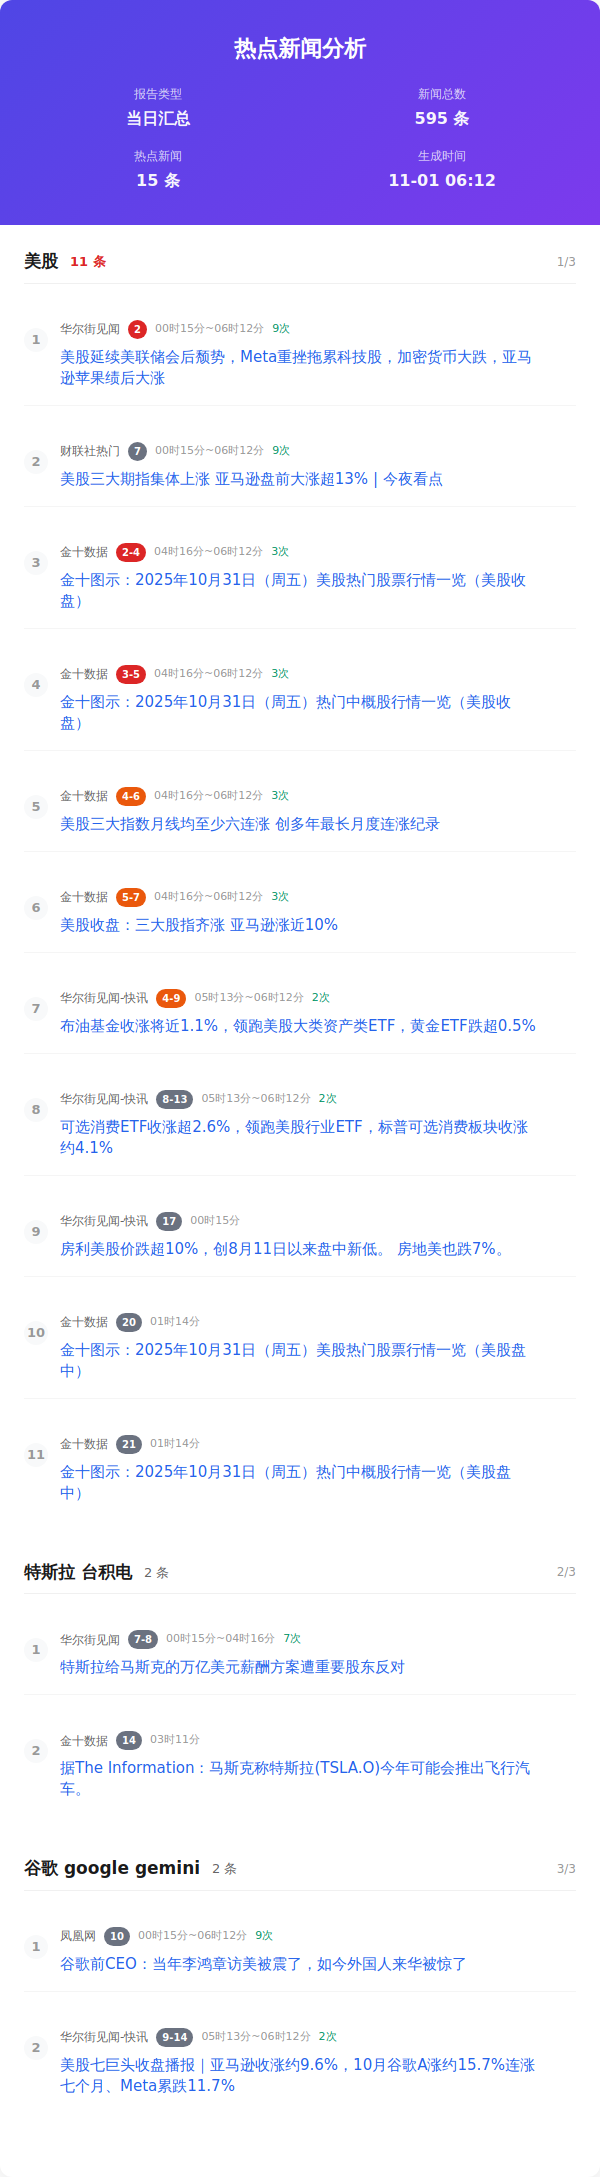 热点新闻分析
报告类型
新闻总数
当日汇总
595 条
热点新闻
生成时间
15 条
11-01 06:12
美股 11 条 1/3
1
华尔街见闻 2 00时15分~06时12分 9次
美股延续美联储会后颓势，Meta重挫拖累科技股，加密货币大跌，亚马
逊苹果绩后大涨
2
财联社热门 7 00时15分~06时12分 9次
美股三大期指集体上涨 亚马逊盘前大涨超13% | 今夜看点
3
金十数据 2-4 04时16分~06时12分 3次
金十图示：2025年10月31日（周五）美股热门股票行情一览（美股收
盘）
4
金十数据 3-5 04时16分~06时12分 3次
金十图示：2025年10月31日（周五）热门中概股行情一览（美股收
盘）
5
金十数据 4-6 04时16分~06时12分 3次
美股三大指数月线均至少六连涨 创多年最长月度连涨纪录
6
金十数据 5-7 04时16分~06时12分 3次
美股收盘：三大股指齐涨 亚马逊涨近10%
7
华尔街见闻-快讯 4-9 05时13分~06时12分 2次
布油基金收涨将近1.1%，领跑美股大类资产类ETF，黄金ETF跌超0.5%
8
华尔街见闻-快讯 8-13 05时13分~06时12分 2次
可选消费ETF收涨超2.6%，领跑美股行业ETF，标普可选消费板块收涨
约4.1%
9
华尔街见闻-快讯 17 00时15分
房利美股价跌超10%，创8月11日以来盘中新低。 房地美也跌7%。
10
金十数据 20 01时14分
金十图示：2025年10月31日（周五）美股热门股票行情一览（美股盘
中）
11
金十数据 21 01时14分
金十图示：2025年10月31日（周五）热门中概股行情一览（美股盘
中）
特斯拉 台积电 2 条 2/3
1
华尔街见闻 7-8 00时15分~04时16分 7次
特斯拉给马斯克的万亿美元薪酬方案遭重要股东反对
2
金十数据 14 03时11分
据The Information：马斯克称特斯拉(TSLA.O)今年可能会推出飞行汽
车。
谷歌 google gemini 2 条 3/3
1
凤凰网 10 00时15分~06时12分 9次
谷歌前CEO：当年李鸿章访美被震了，如今外国人来华被惊了
2
华尔街见闻-快讯 9-14 05时13分~06时12分 2次
美股七巨头收盘播报｜亚马逊收涨约9.6%，10月谷歌A涨约15.7%连涨
七个月、Meta累跌11.7%